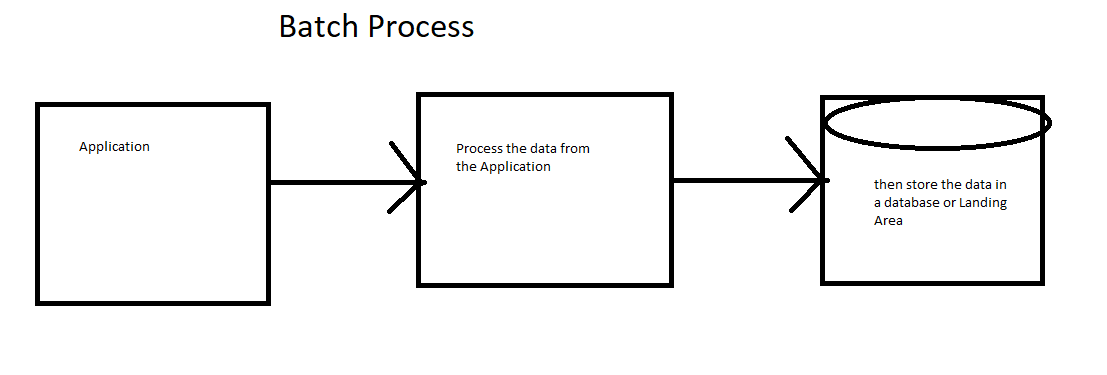 Batch Process
Application
Process the data from
the Application
then store the data in
a database or Landing
Area